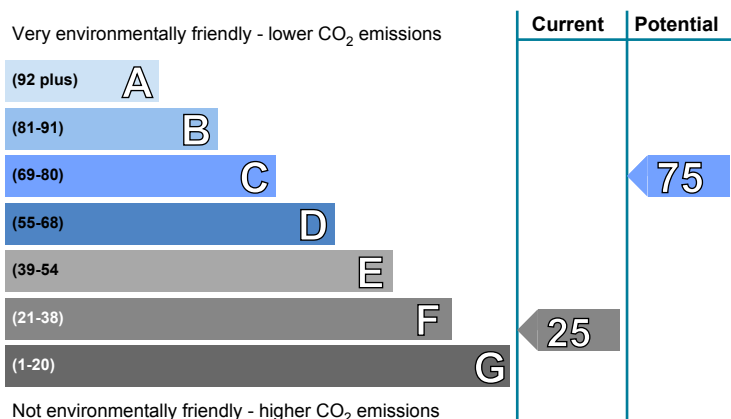 Very environmentally friendly - lower CO₂ emissions
Current
Potential
(92 plus) A
(81-91) B
(69-80) C
75
(55-68) D
(39-54 E
(21-38) F
25
(1-20) G
Not environmentally friendly - higher CO₂ emissions